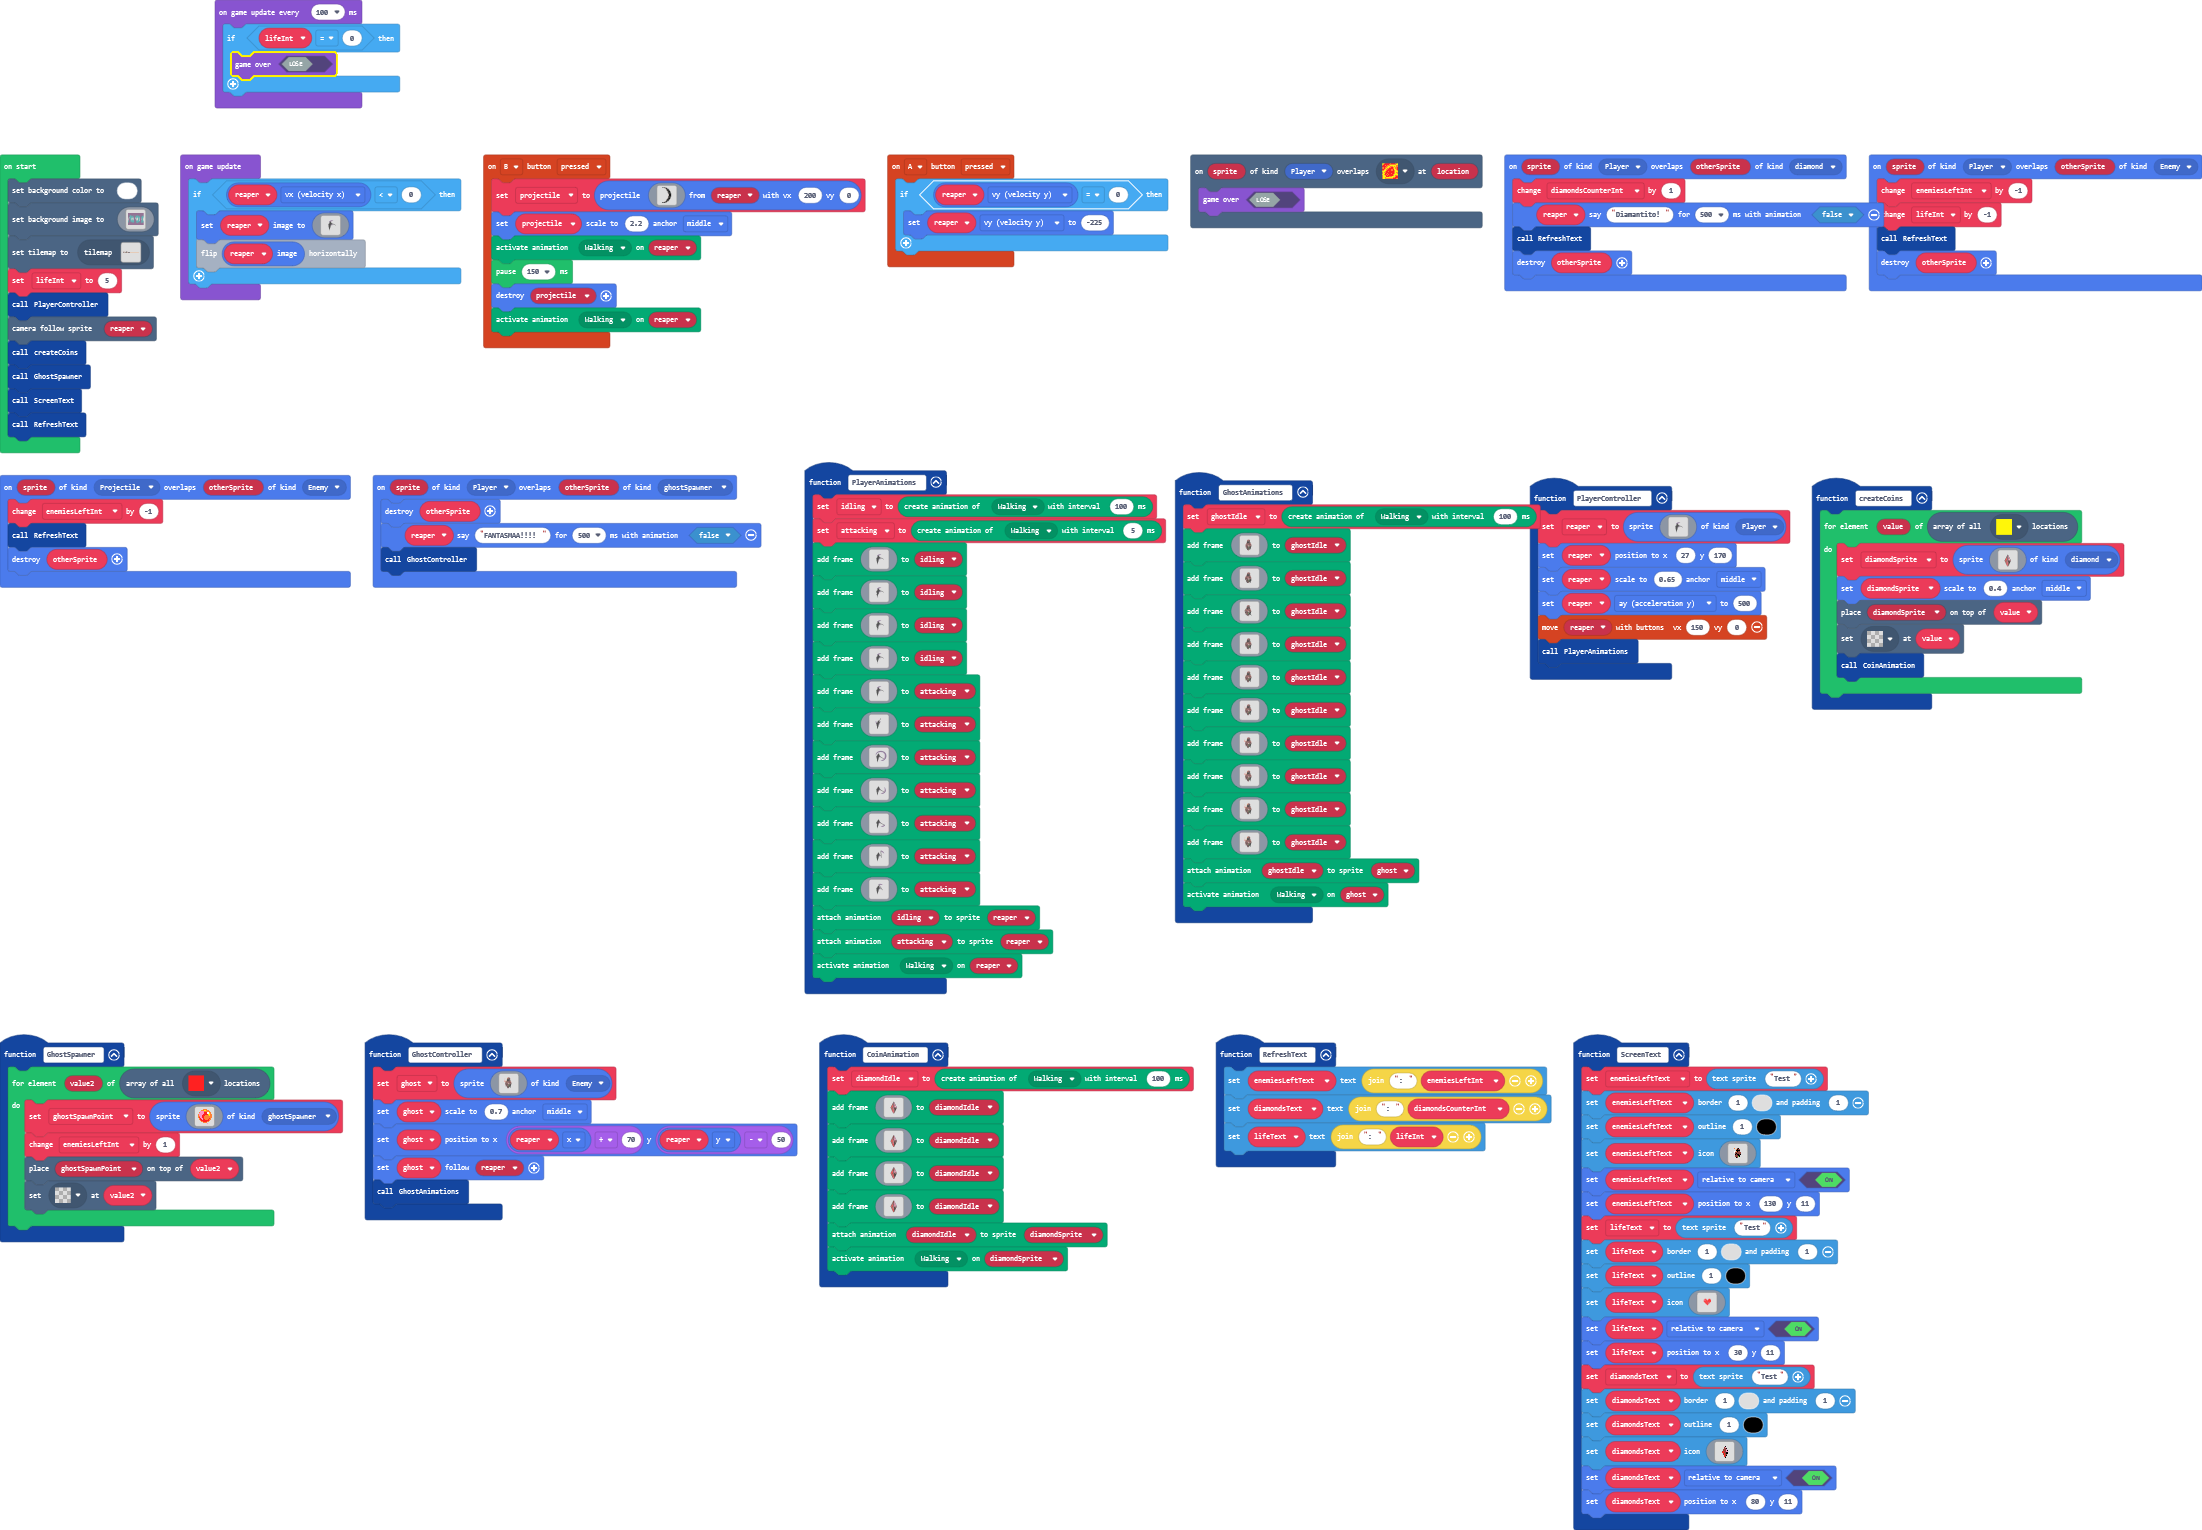 on game update every 100 ms
if lifeInt = 0 then
game over LOSE
on start
set background color to
set background image to
set tilemap to tilemap
set lifeInt to 5
call PlayerController
camera follow sprite reaper
call createCoins
call GhostSpawner
call ScreenText
call RefreshText
on game update
if reaper vx (velocity x) < 0 then
set reaper image to
flip reaper image horizontally
on B button pressed
set projectile to projectile from reaper with vx 200 vy 0
set projectile scale to 2.2 anchor middle
activate animation Walking on reaper
pause 150 ms
destroy projectile
activate animation Walking on reaper
on A button pressed
if reaper vy (velocity y) = 0 then
set reaper vy (velocity y) to -225
on sprite of kind Player overlaps at location
game over LOSE
on sprite of kind Player overlaps otherSprite of kind diamond
change diamondsCounterInt by 1
reaper say "Diamantito!" for 500 ms with animation false
call RefreshText
destroy otherSprite
on sprite of kind Player overlaps otherSprite of kind Enemy
change enemiesLeftInt by -1
change lifeInt by -1
call RefreshText
destroy otherSprite
on sprite of kind Projectile overlaps otherSprite of kind Enemy
change enemiesLeftInt by -1
call RefreshText
destroy otherSprite
on sprite of kind Player overlaps otherSprite of kind ghostSpawner
destroy otherSprite
reaper say "FANTASMAA!!!!" for 500 ms with animation false
call GhostController
function PlayerAnimations
set idling to create animation of Walking with interval 100 ms
set attacking to create animation of Walking with interval 5 ms
add frame to idling
add frame to idling
add frame to idling
add frame to idling
add frame to attacking
add frame to attacking
add frame to attacking
add frame to attacking
add frame to attacking
add frame to attacking
add frame to attacking
attach animation idling to sprite reaper
attach animation attacking to sprite reaper
activate animation Walking on reaper
function GhostAnimations
set ghostIdle to create animation of Walking with interval 100 ms
add frame to ghostIdle
add frame to ghostIdle
add frame to ghostIdle
add frame to ghostIdle
add frame to ghostIdle
add frame to ghostIdle
add frame to ghostIdle
add frame to ghostIdle
add frame to ghostIdle
add frame to ghostIdle
attach animation ghostIdle to sprite ghost
activate animation Walking on ghost
function PlayerController
set reaper to sprite of kind Player
set reaper position to x 27 y 170
set reaper scale to 0.65 anchor middle
set reaper ay (acceleration y) to 500
move reaper with buttons vx 150 vy 0
call PlayerAnimations
function createCoins
for element value of array of all locations
do
set diamondSprite to sprite of kind diamond
set diamondSprite scale to 0.4 anchor middle
place diamondSprite on top of value
set at value
call CoinAnimation
function GhostSpawner
for element value2 of array of all locations
do
set ghostSpawnPoint to sprite of kind ghostSpawner
change enemiesLeftInt by 1
place ghostSpawnPoint on top of value2
set at value2
function GhostController
set ghost to sprite of kind Enemy
set ghost scale to 0.7 anchor middle
set ghost position to x reaper x + 70 y reaper y - 50
set ghost follow reaper
call GhostAnimations
function CoinAnimation
set diamondIdle to create animation of Walking with interval 100 ms
add frame to diamondIdle
add frame to diamondIdle
add frame to diamondIdle
add frame to diamondIdle
attach animation diamondIdle to sprite diamondSprite
activate animation Walking on diamondSprite
function RefreshText
set enemiesLeftText text join ":" enemiesLeftInt
set diamondsText text join ":" diamondsCounterInt
set lifeText text join ":" lifeInt
function ScreenText
set enemiesLeftText to text sprite "Test"
set enemiesLeftText border 1 and padding 1
set enemiesLeftText outline 1
set enemiesLeftText icon
set enemiesLeftText relative to camera ON
set enemiesLeftText position to x 130 y 11
set lifeText to text sprite "Test"
set lifeText border 1 and padding 1
set lifeText outline 1
set lifeText icon
set lifeText relative to camera ON
set lifeText position to x 30 y 11
set diamondsText to text sprite "Test"
set diamondsText border 1 and padding 1
set diamondsText outline 1
set diamondsText icon
set diamondsText relative to camera ON
set diamondsText position to x 80 y 11